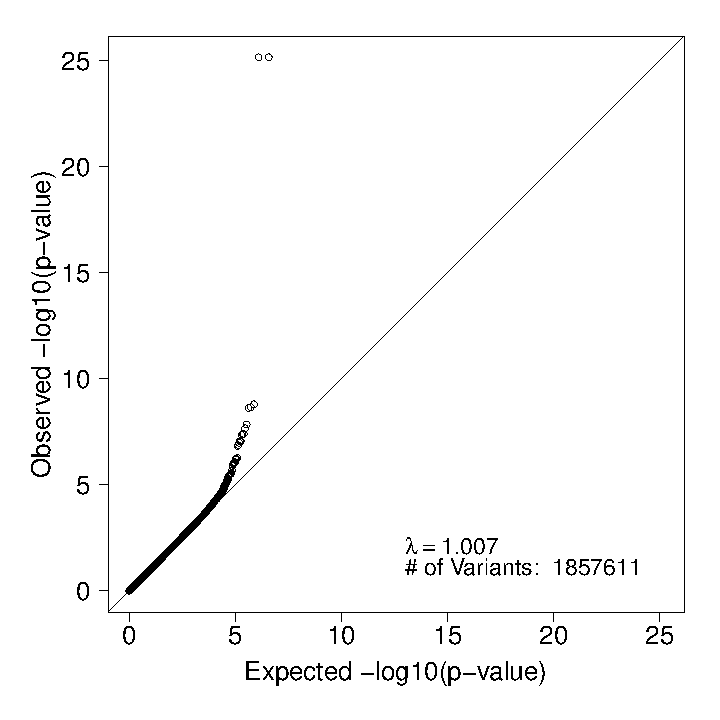 25
20
15
10
5
0
Observed −log10(p−value)
λ = 1.007
# of Variants: 1857611
0 5 10 15 20 25
Expected −log10(p−value)